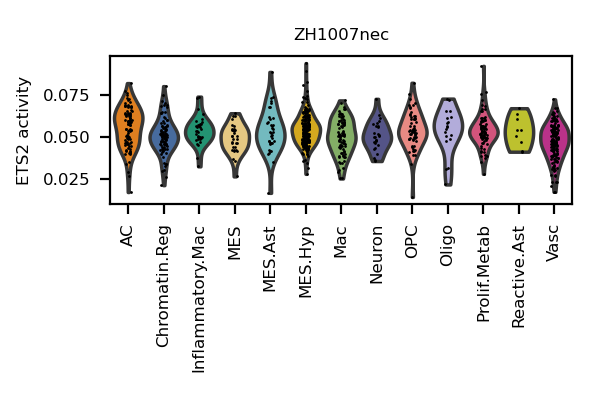 ZH1007nec
ETS2 activity
0.075
0.050
0.025
AC
Chromatin.Reg
Inflammatory.Mac
MES
MES.Ast
MES.Hyp
Mac
Neuron
OPC
Oligo
Prolif.Metab
Reactive.Ast
Vasc